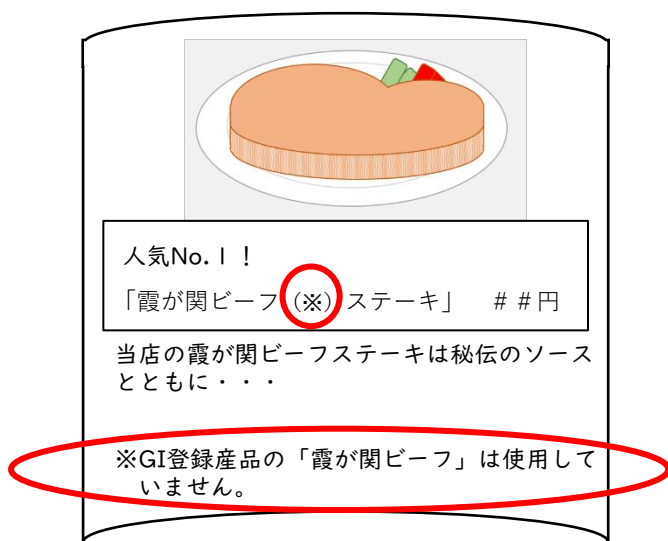 人気No.1！
「霞が関ビーフ(※)ステーキ」　＃＃円
当店の霞が関ビーフステーキは秘伝のソース
とともに・・・
※GI登録産品の「霞が関ビーフ」は使用して
いません。